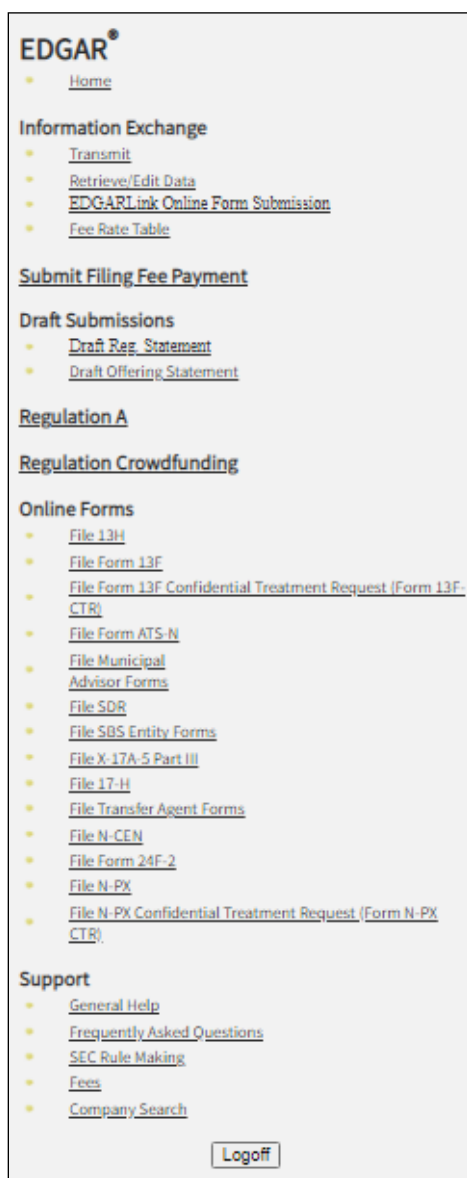 EDGAR®
Home
Information Exchange
Transmit
Retrieve/Edit Data
EDGARLink Online Form Submission
Fee Rate Table
Submit Filing Fee Payment
Draft Submissions
Draft Reg. Statement
Draft Offering Statement
Regulation A
Regulation Crowdfunding
Online Forms
File 13H
File Form 13F
File Form 13F Confidential Treatment Request (Form 13F-
CTR)
File Form ATS-N
File Municipal
Advisor Forms
File SDR
File SBS Entity Forms
File X-17A-5 Part III
File 17-H
File Transfer Agent Forms
File N-CEN
File Form 24F-2
File N-PX
File N-PX Confidential Treatment Request (Form N-PX
CTR)
Support
General Help
Frequently Asked Questions
SEC Rule Making
Fees
Company Search
Logoff